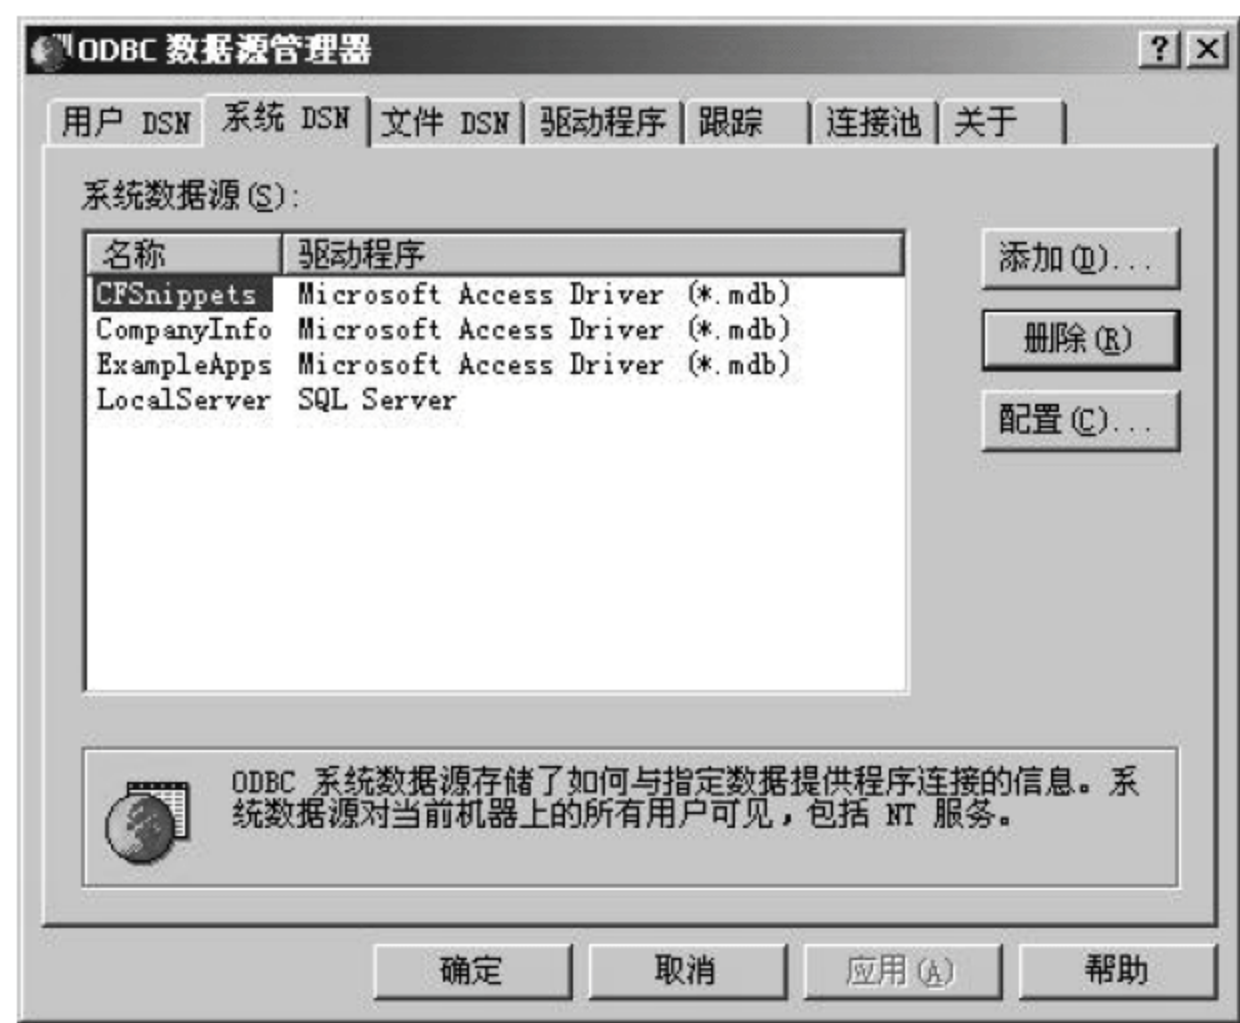 ODBC 数据源管理器
用户 DSN 系统 DSN 文件 DSN 驱动程序 跟踪 连接池 关于
系统数据源(S):
名称 驱动程序
CFSnippets Microsoft Access Driver (*.mdb)
CompanyInfo Microsoft Access Driver (*.mdb)
ExampleApps Microsoft Access Driver (*.mdb)
LocalServer SQL Server
添加(D)...
删除(R)
配置(C)...
ODBC 系统数据源存储了如何与指定数据提供程序连接的信息。系
统数据源对当前机器上的所有用户可见，包括 NT 服务。
确定 取消 应用(A) 帮助